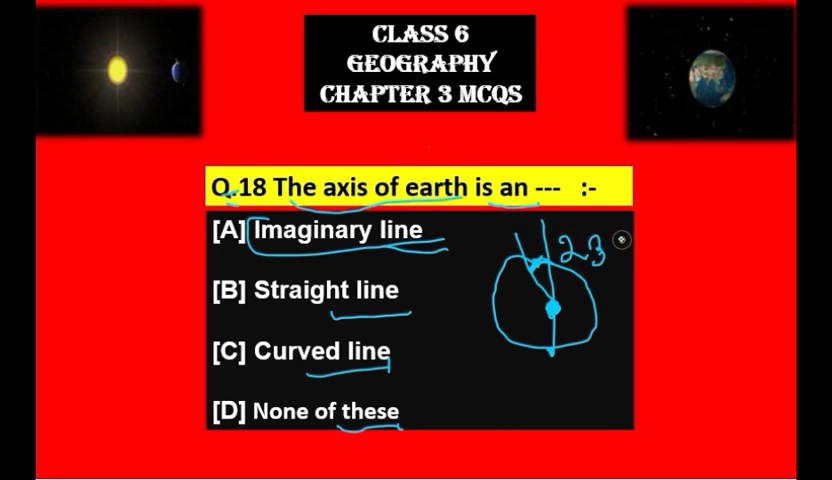 CLASS 6
GEOGRAPHY
CHAPTER 3 MCQS
Q.18 The axis of earth is an --- :-
[A] Imaginary line
23
[B] Straight line
[C] Curved line
[D] None of these